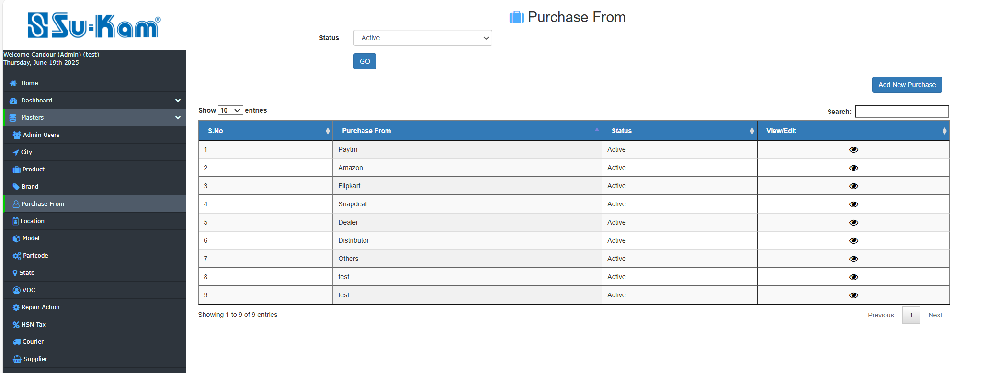 Su-Kam®
Welcome Candour (Admin) (test)
Thursday, June 19th 2025
Home
Dashboard
Masters
Admin Users
City
Product
Brand
Purchase From
Location
Model
Partcode
State
VOC
Repair Action
HSN Tax
Courier
Supplier
Purchase From
Status Active
GO
Add New Purchase
Show 10 entries
Search:
S.No Purchase From Status View/Edit
1 Paytm Active
2 Amazon Active
3 Flipkart Active
4 Snapdeal Active
5 Dealer Active
6 Distributor Active
7 Others Active
8 test Active
9 test Active
Showing 1 to 9 of 9 entries
Previous 1 Next